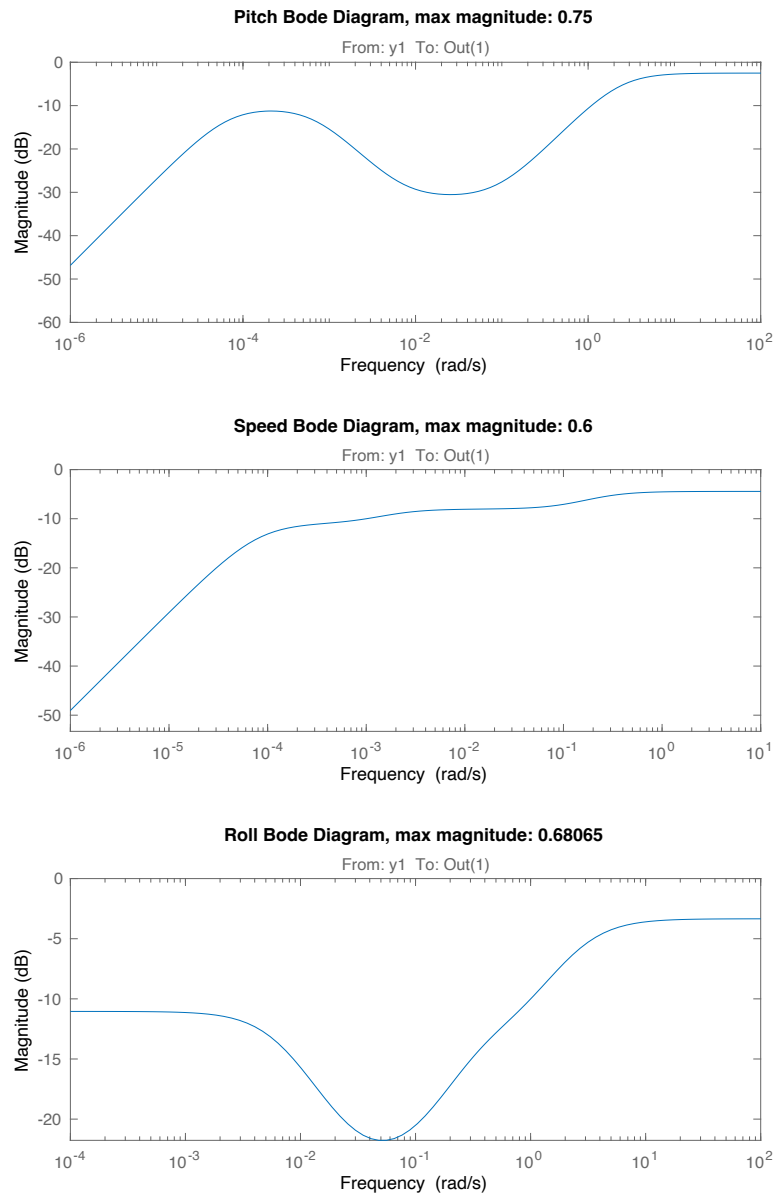 Pitch Bode Diagram, max magnitude: 0.75
From: y1 To: Out(1)
Magnitude (dB)
0
-10
-20
-30
-40
-50
-60
10^-6 10^-4 10^-2 10^0 10^2
Frequency (rad/s)
Speed Bode Diagram, max magnitude: 0.6
From: y1 To: Out(1)
Magnitude (dB)
0
-10
-20
-30
-40
-50
10^-6 10^-5 10^-4 10^-3 10^-2 10^-1 10^0 10^1
Frequency (rad/s)
Roll Bode Diagram, max magnitude: 0.68065
From: y1 To: Out(1)
Magnitude (dB)
0
-5
-10
-15
-20
10^-4 10^-3 10^-2 10^-1 10^0 10^1 10^2
Frequency (rad/s)